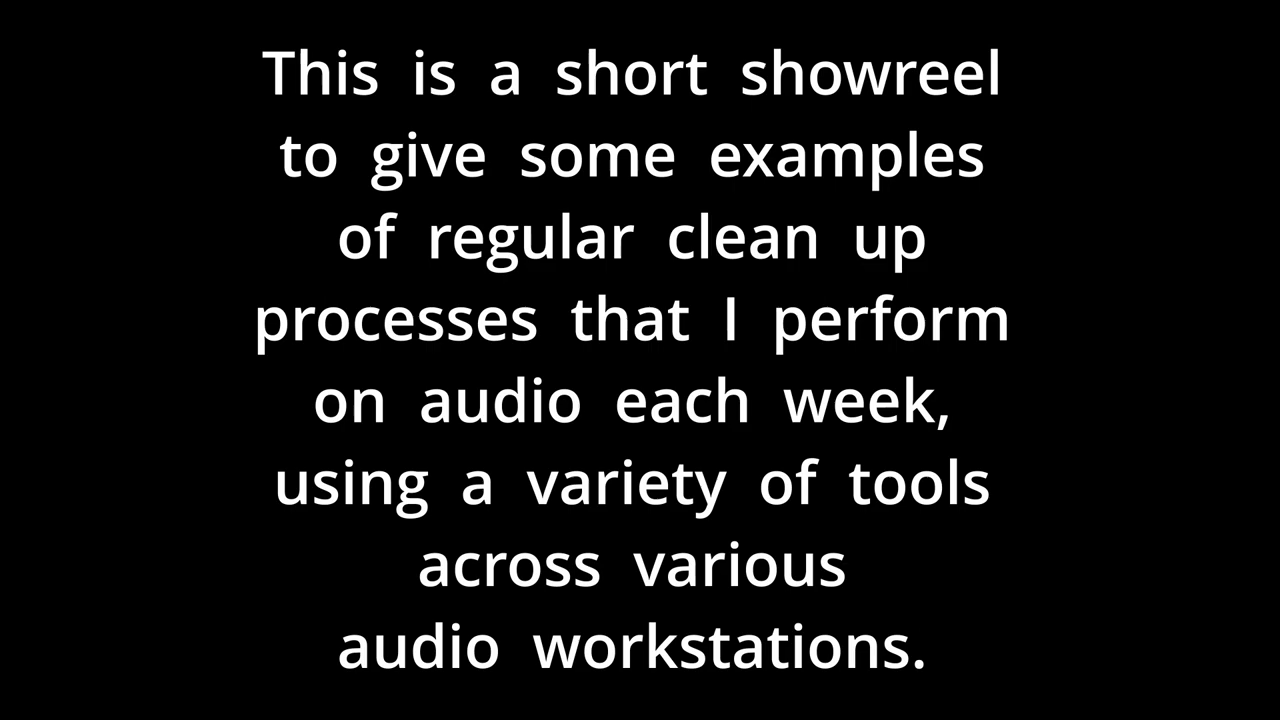 This is a short showreel
to give some examples
of regular clean up
processes that I perform
on audio each week,
using a variety of tools
across various
audio workstations.